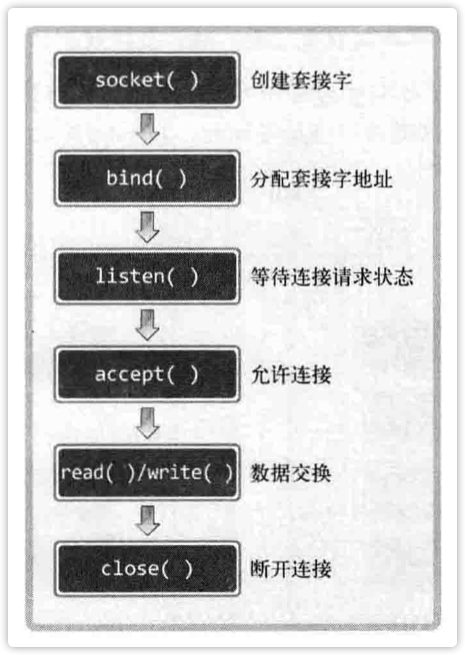 socket( ) 创建套接字
bind( ) 分配套接字地址
listen( ) 等待连接请求状态
accept( ) 允许连接
read( )/write( ) 数据交换
close( ) 断开连接